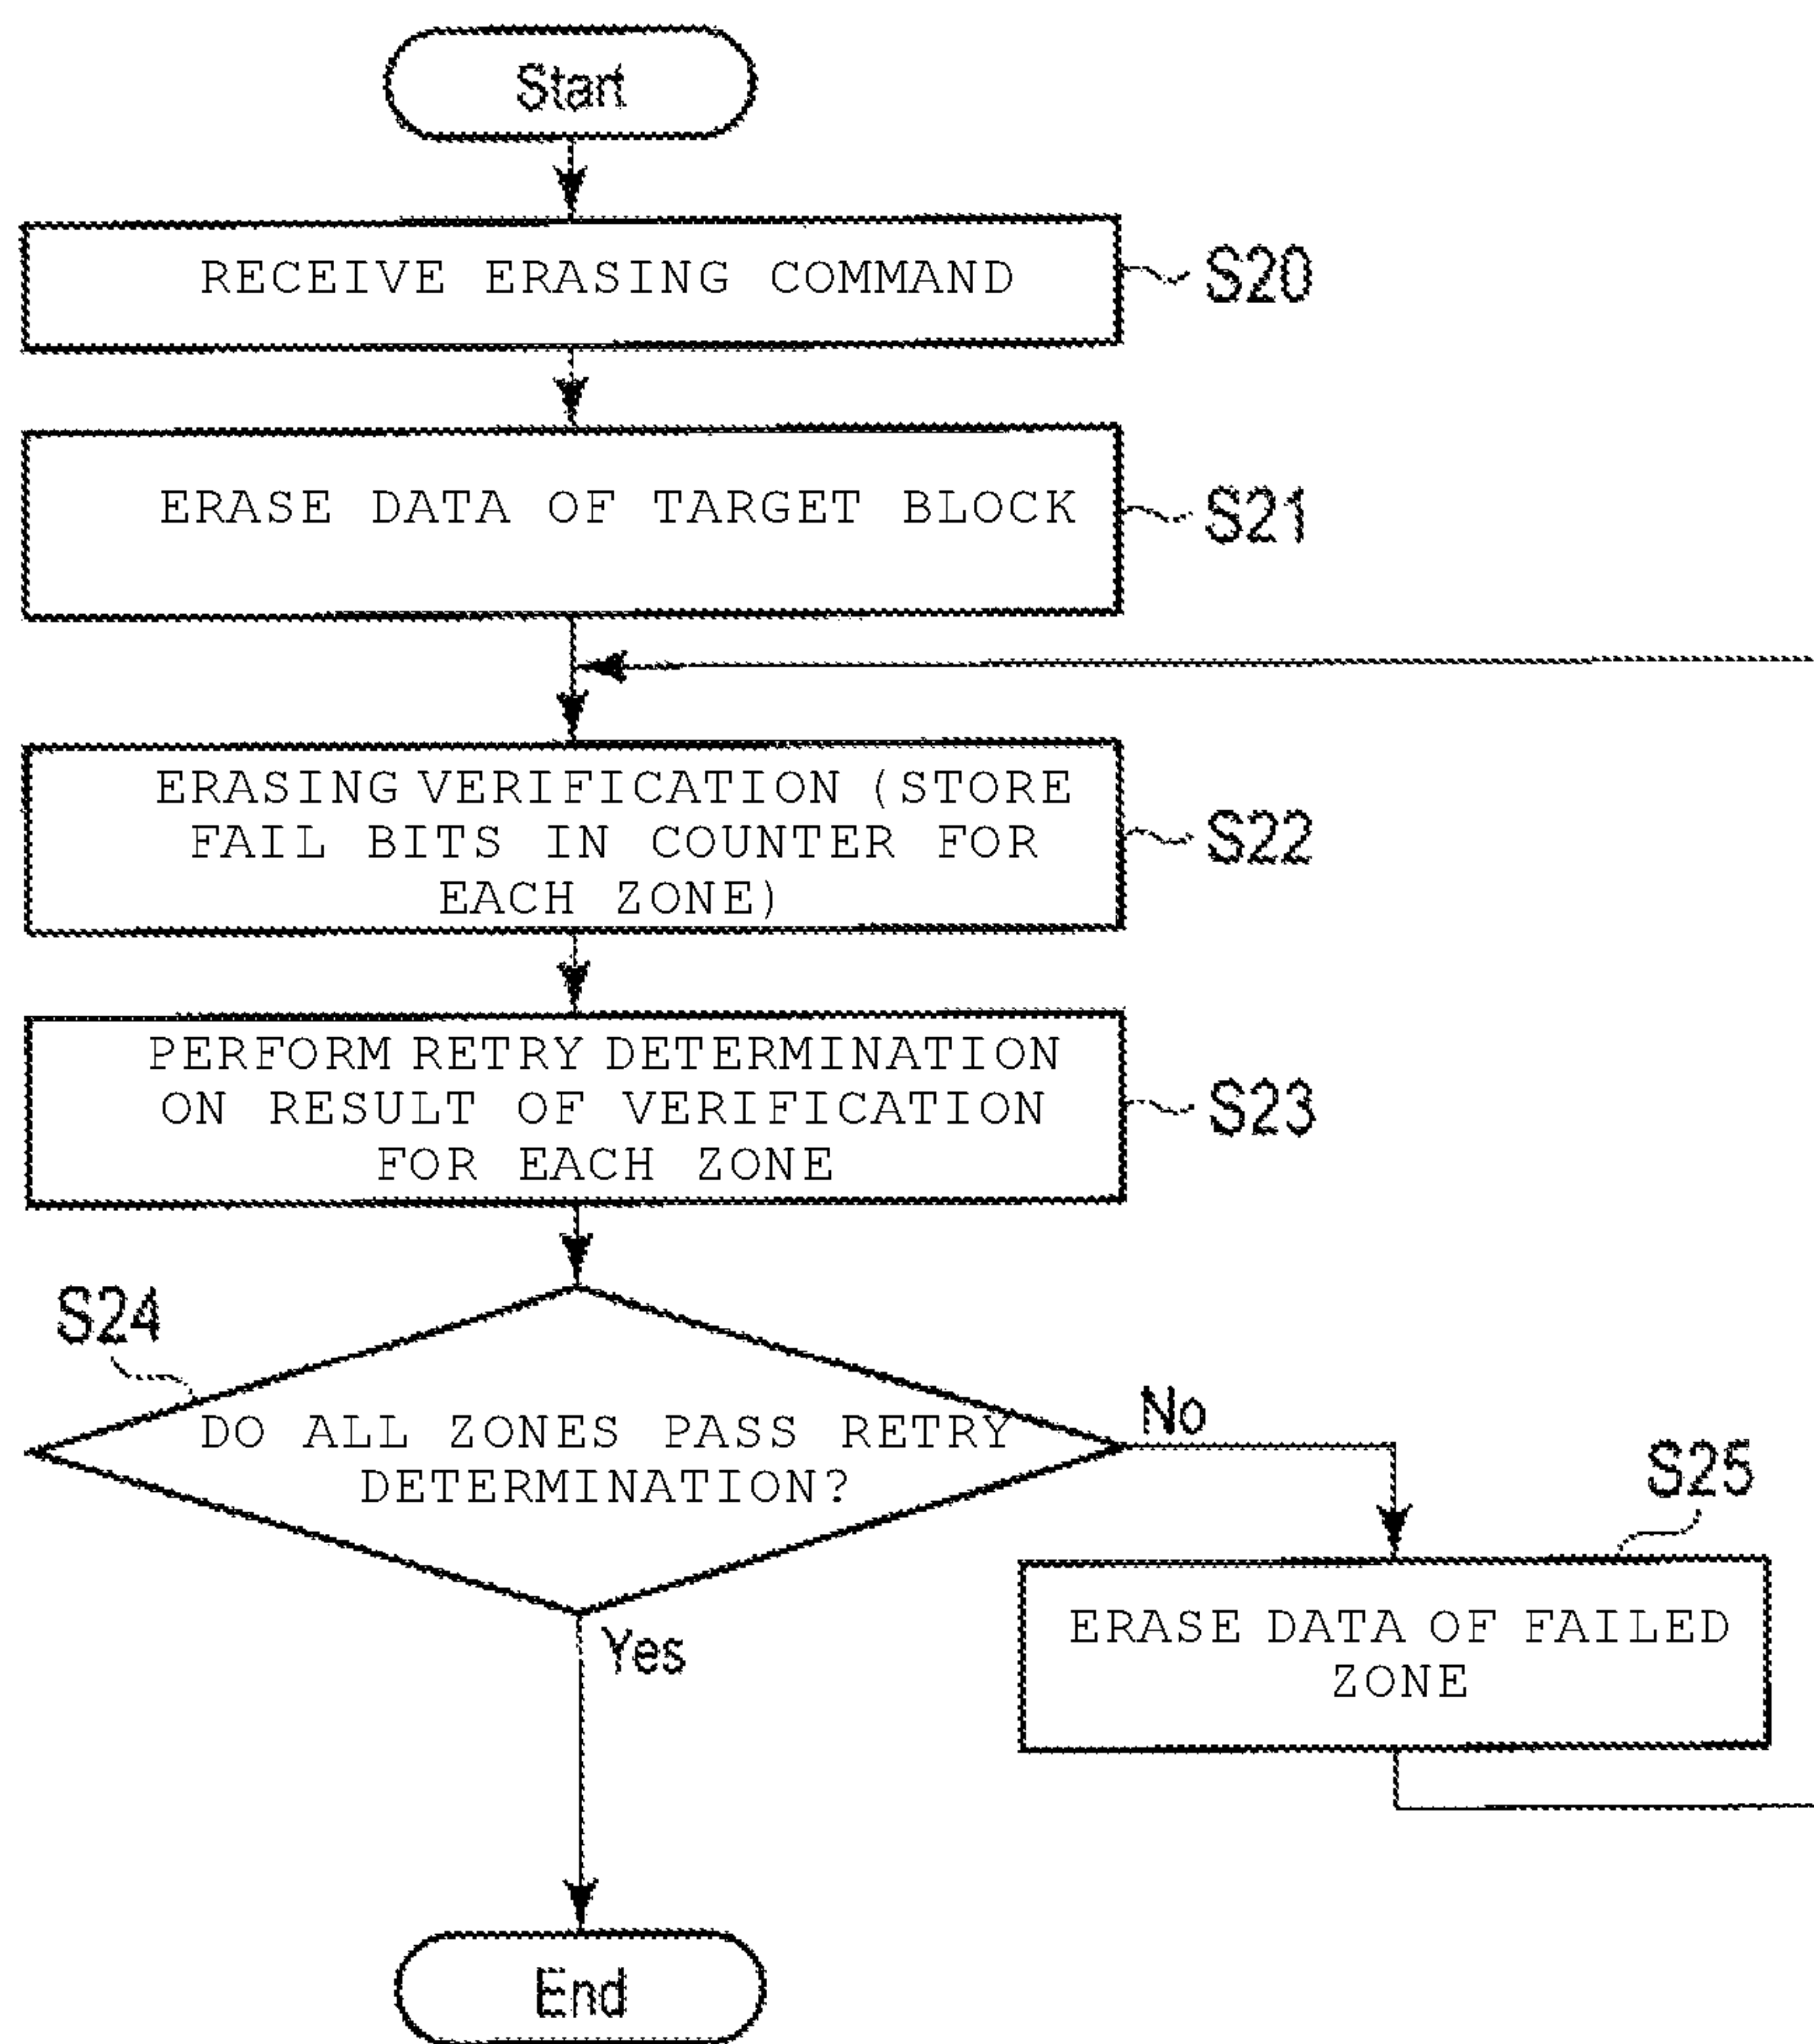 Start
RECEIVE ERASING COMMAND
S20
ERASE DATA OF TARGET BLOCK
S21
ERASING VERIFICATION (STORE
FAIL BITS IN COUNTER FOR
EACH ZONE)
S22
PERFORM RETRY DETERMINATION
ON RESULT OF VERIFICATION
FOR EACH ZONE
S23
S24
DO ALL ZONES PASS RETRY
DETERMINATION?
No
Yes
S25
ERASE DATA OF FAILED
ZONE
End